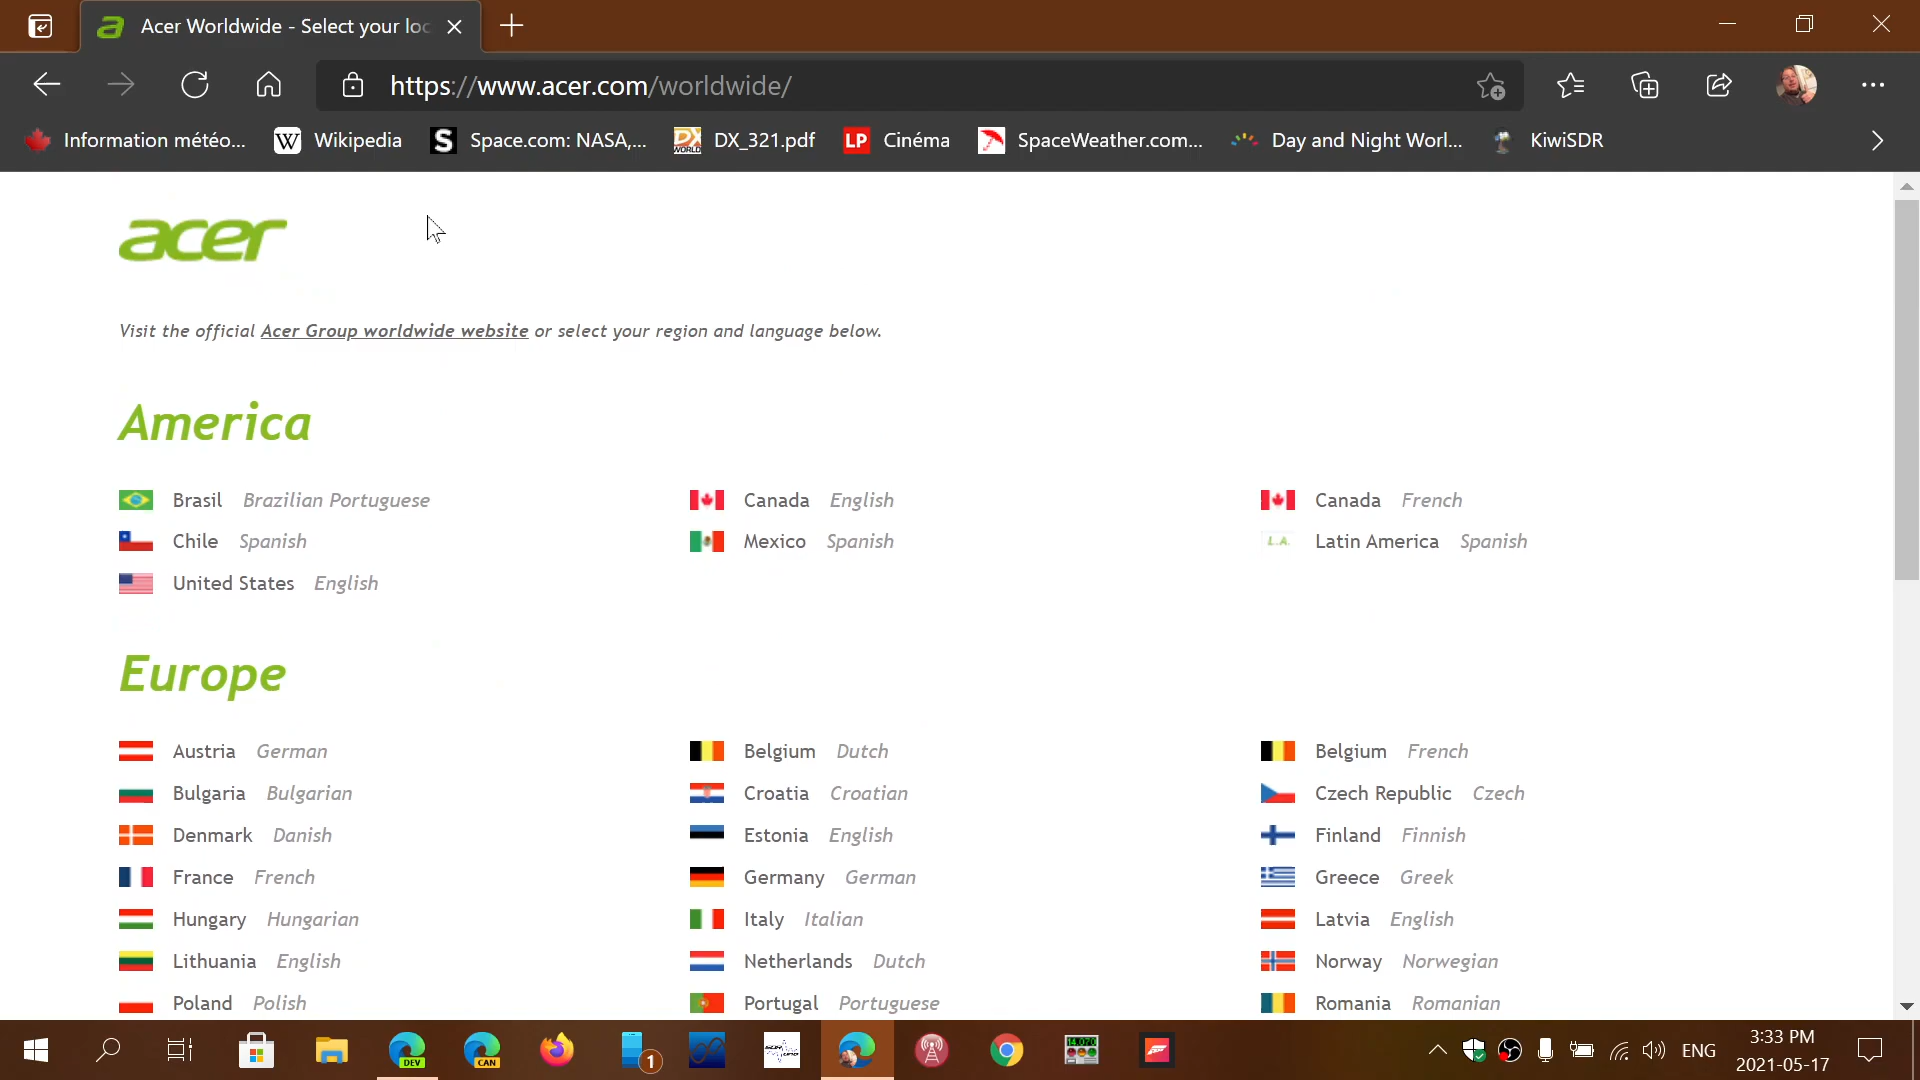 Acer Worldwide - Select your loc
https://www.acer.com/worldwide/
Information météo... Wikipedia Space.com: NASA,... DX_321.pdf Cinéma SpaceWeather.com... Day and Night Worl... KiwiSDR
acer
Visit the official Acer Group worldwide website or select your region and language below.
America
Brasil Brazilian Portuguese Canada English Canada French
Chile Spanish Mexico Spanish L.A. Latin America Spanish
United States English
Europe
Austria German Belgium Dutch Belgium French
Bulgaria Bulgarian Croatia Croatian Czech Republic Czech
Denmark Danish Estonia English Finland Finnish
France French Germany German Greece Greek
Hungary Hungarian Italy Italian Latvia English
Lithuania English Netherlands Dutch Norway Norwegian
Poland Polish Portugal Portuguese Romania Romanian
DEV CAN 1 ENG 3:33 PM
2021-05-17